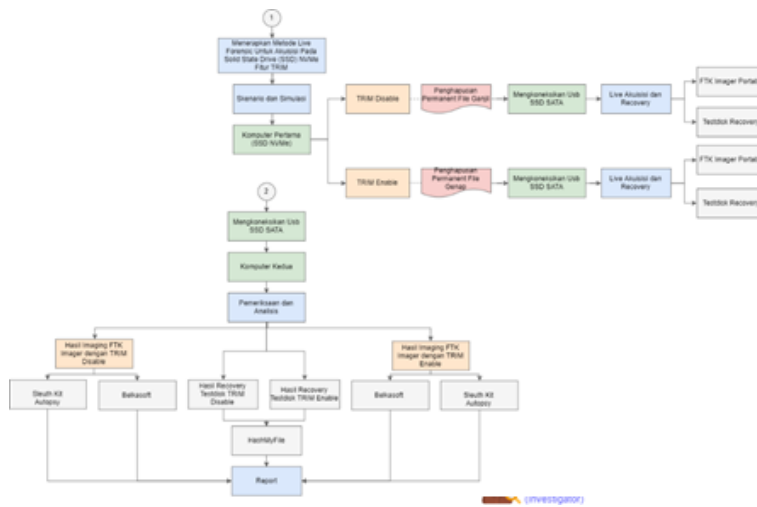 1
Menerapkan Metode Live
Forensic Untuk Akuisisi Pada
Solid State Drive (SSD) NVMe
Fitur TRIM
Skenario dan Simulasi
Komputer Pertama
(SSD NVMe)
TRIM Disable
Penghapusan
Permanent File Ganjil
Mengkoneksikan Usb
SSD SATA
Live Akuisisi dan
Recovery
FTK Imager Portabl
Testdisk Recovery
TRIM Enable
Penghapusan
Permanent File
Genap
Mengkoneksikan Usb
SSD SATA
Live Akuisisi dan
Recovery
FTK Imager Portabl
Testdisk Recovery
2
Mengkoneksikan Usb
SSD SATA
Komputer Kedua
Pemeriksaan dan
Analisis
Hasil Imaging FTK
Imager dengan TRIM
Disable
Hasil Imaging FTK
Imager dengan TRIM
Enable
Sleuth Kit
Autopsy
Belkasoft
Hasil Recovery
Testdisk TRIM
Disable
Hasil Recovery
Testdisk TRIM Enable
Belkasoft
Sleuth Kit
Autopsy
HashMyFile
Report
(Investigator)